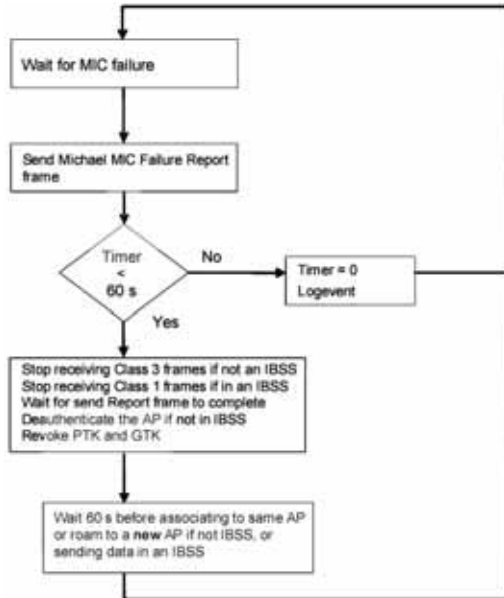 Wait for MIC failure
Send Michael MIC Failure Report
frame
Timer
<
60 s
No
Timer = 0
Logevent
Yes
Stop receiving Class 3 frames if not an IBSS
Stop receiving Class 1 frames if in an IBSS
Wait for send Report frame to complete
Deauthenticate the AP if not in IBSS
Revoke PTK and GTK
Wait 60 s before associating to same AP
or roam to a new AP if not IBSS, or
sending data in an IBSS